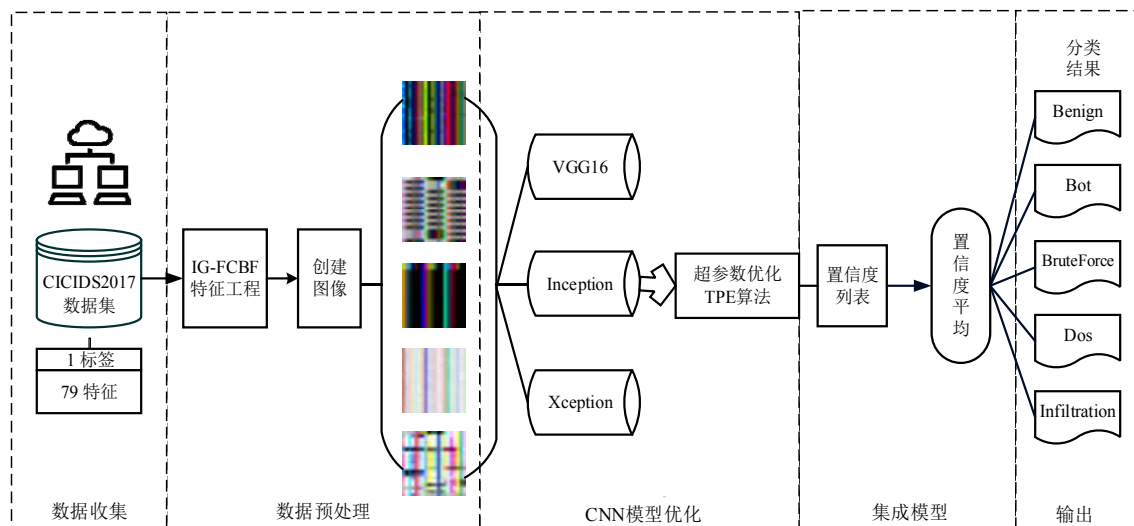 CICIDS2017
数据集
1 标签
79 特征
数据收集
IG-FCBF
特征工程
创建
图像
数据预处理
VGG16
Inception
Xception
超参数优化
TPE算法
CNN模型优化
置信度
列表
置
信
度
平
均
集成模型
分类
结果
Benign
Bot
BruteForce
Dos
Infiltration
输出